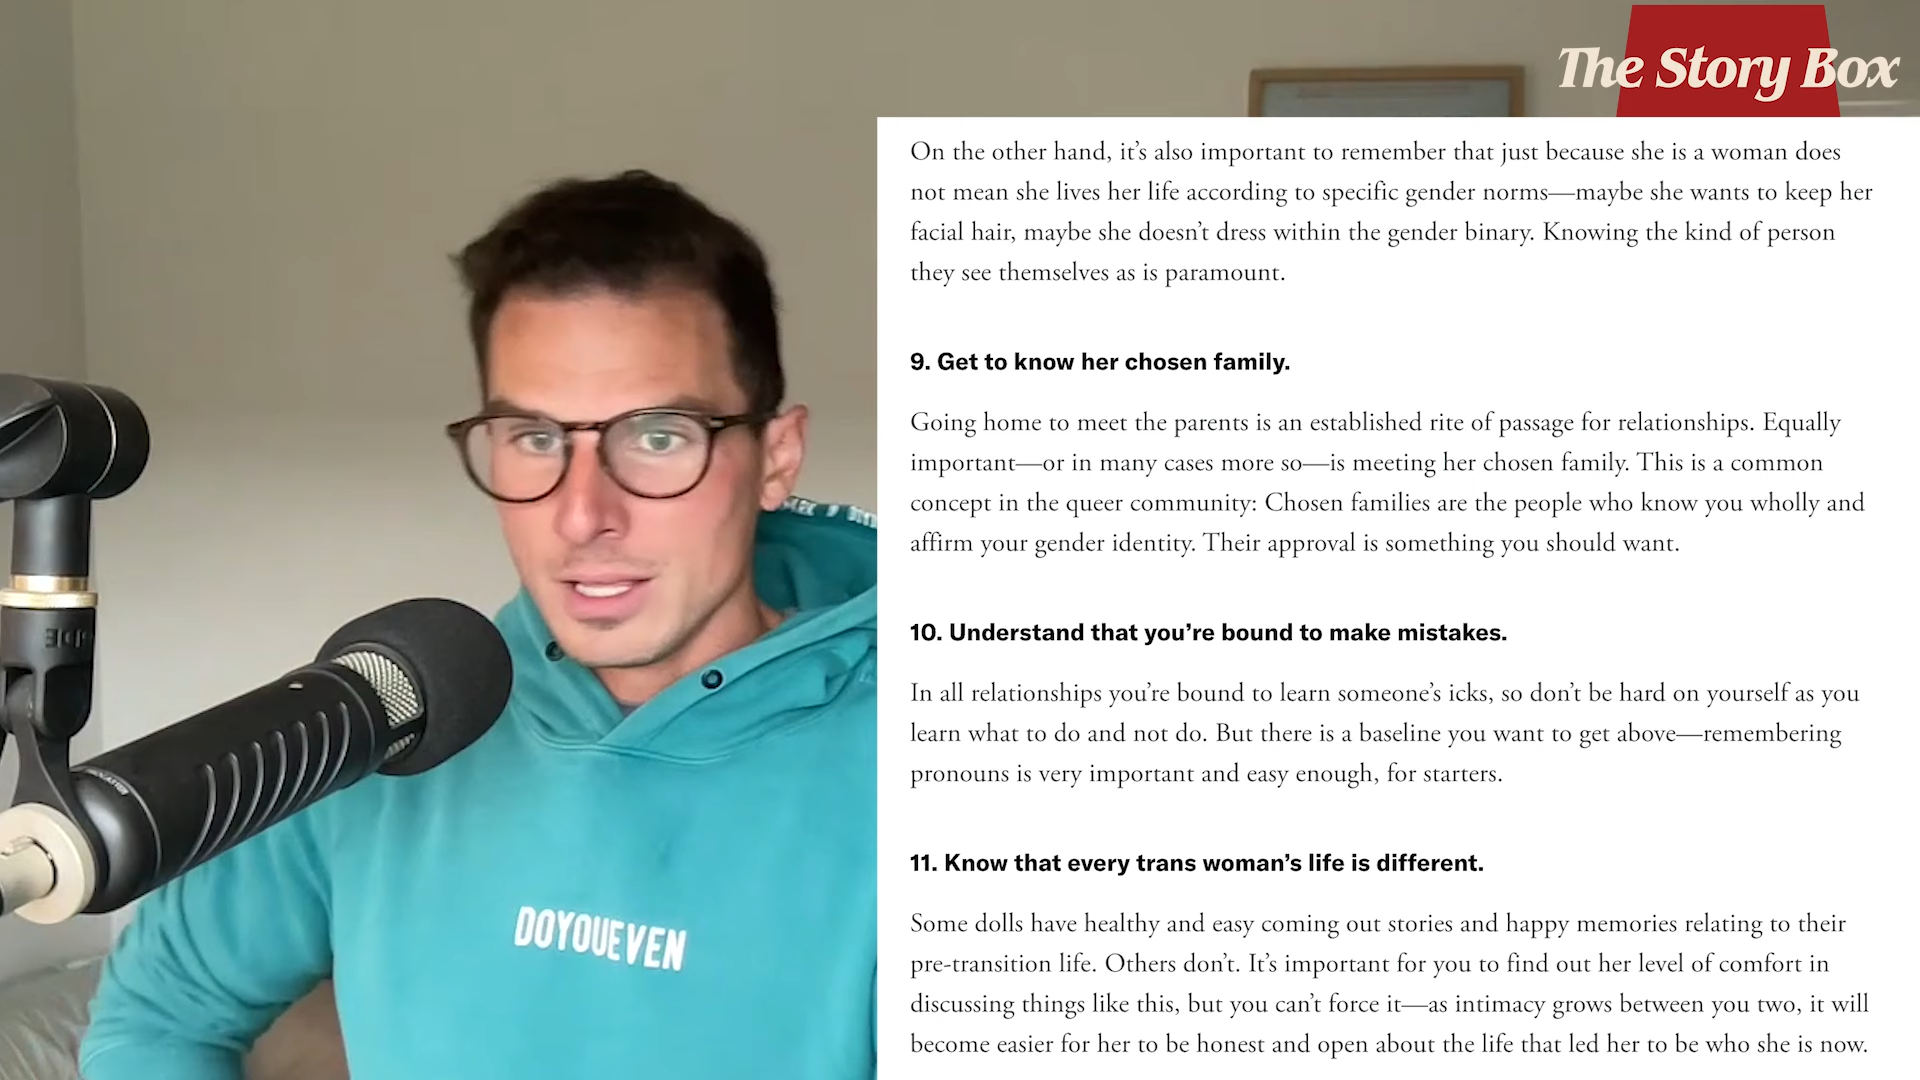 The Story Box
On the other hand, it’s also important to remember that just because she is a woman does
not mean she lives her life according to specific gender norms—maybe she wants to keep her
facial hair, maybe she doesn’t dress within the gender binary. Knowing the kind of person
they see themselves as is paramount.
9. Get to know her chosen family.
Going home to meet the parents is an established rite of passage for relationships. Equally
important—or in many cases more so—is meeting her chosen family. This is a common
concept in the queer community: Chosen families are the people who know you wholly and
affirm your gender identity. Their approval is something you should want.
10. Understand that you’re bound to make mistakes.
In all relationships you’re bound to learn someone’s icks, so don’t be hard on yourself as you
learn what to do and not do. But there is a baseline you want to get above—remembering
pronouns is very important and easy enough, for starters.
11. Know that every trans woman’s life is different.
Some dolls have healthy and easy coming out stories and happy memories relating to their
pre-transition life. Others don’t. It’s important for you to find out her level of comfort in
discussing things like this, but you can’t force it—as intimacy grows between you two, it will
become easier for her to be honest and open about the life that led her to be who she is now.
DOYOUEVEN